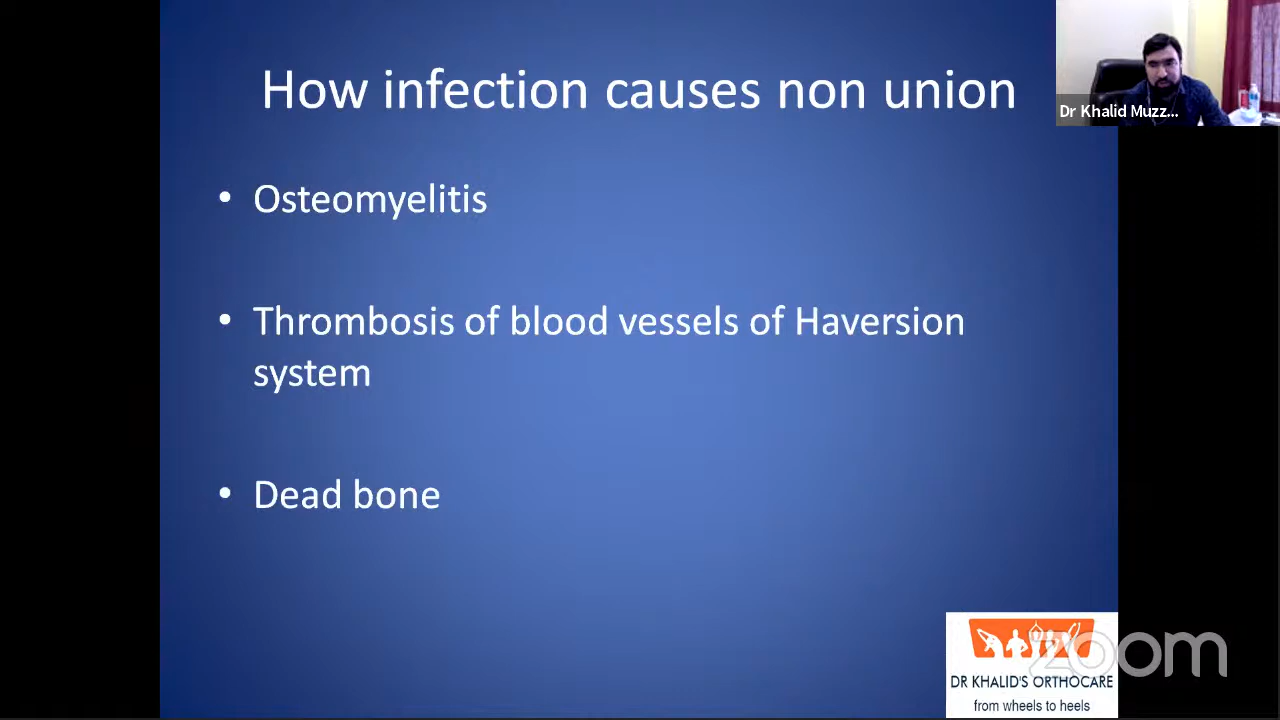 How infection causes non union
Dr Khalid Muzz...
• Osteomyelitis
• Thrombosis of blood vessels of Haversion
system
• Dead bone
zoom
DR KHALID'S ORTHOCARE
from wheels to heels